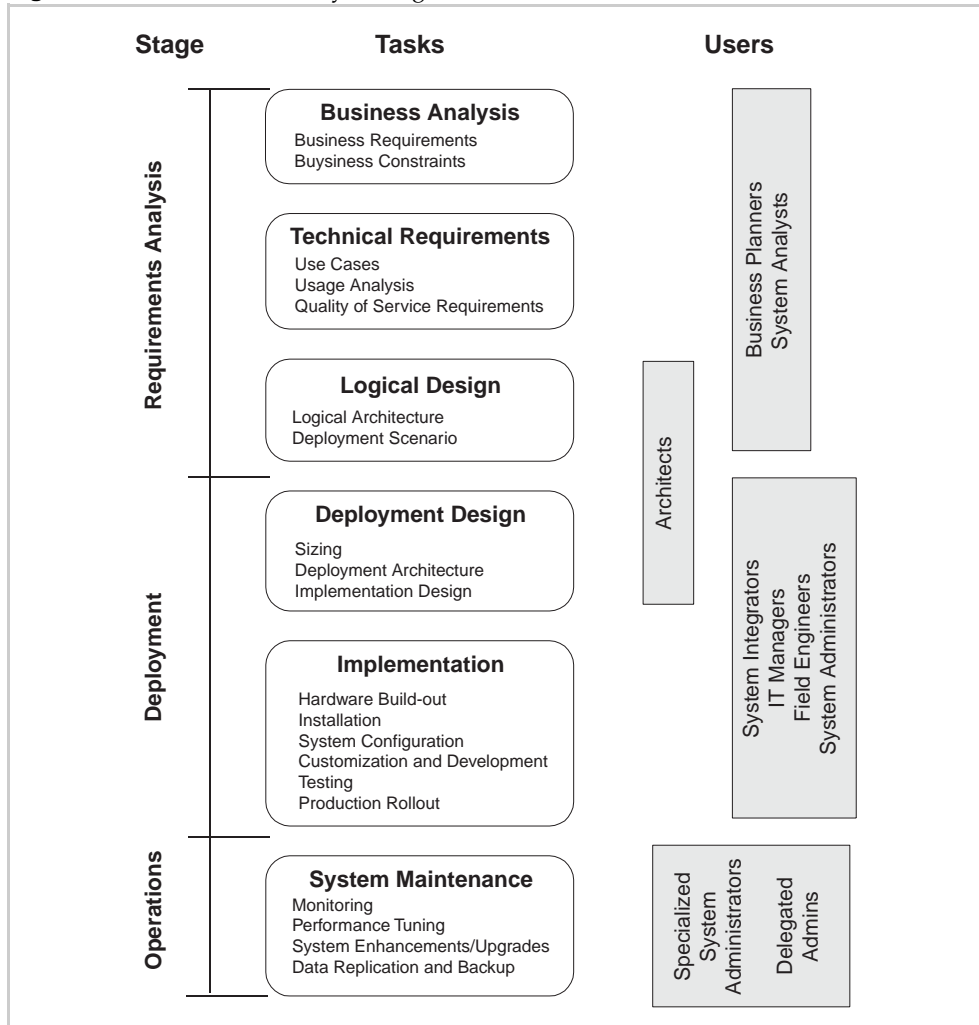 Stage Tasks Users
Requirements Analysis
Business Analysis
Business Requirements
Buysiness Constraints
Technical Requirements
Use Cases
Usage Analysis
Quality of Service Requirements
Logical Design
Logical Architecture
Deployment Scenario
Business Planners
System Analysts
Architects
Deployment
Deployment Design
Sizing
Deployment Architecture
Implementation Design
Implementation
Hardware Build-out
Installation
System Configuration
Customization and Development
Testing
Production Rollout
System Integrators
IT Managers
Field Engineers
System Administrators
Operations
System Maintenance
Monitoring
Performance Tuning
System Enhancements/Upgrades
Data Replication and Backup
Specialized
System
Administrators
Delegated
Admins